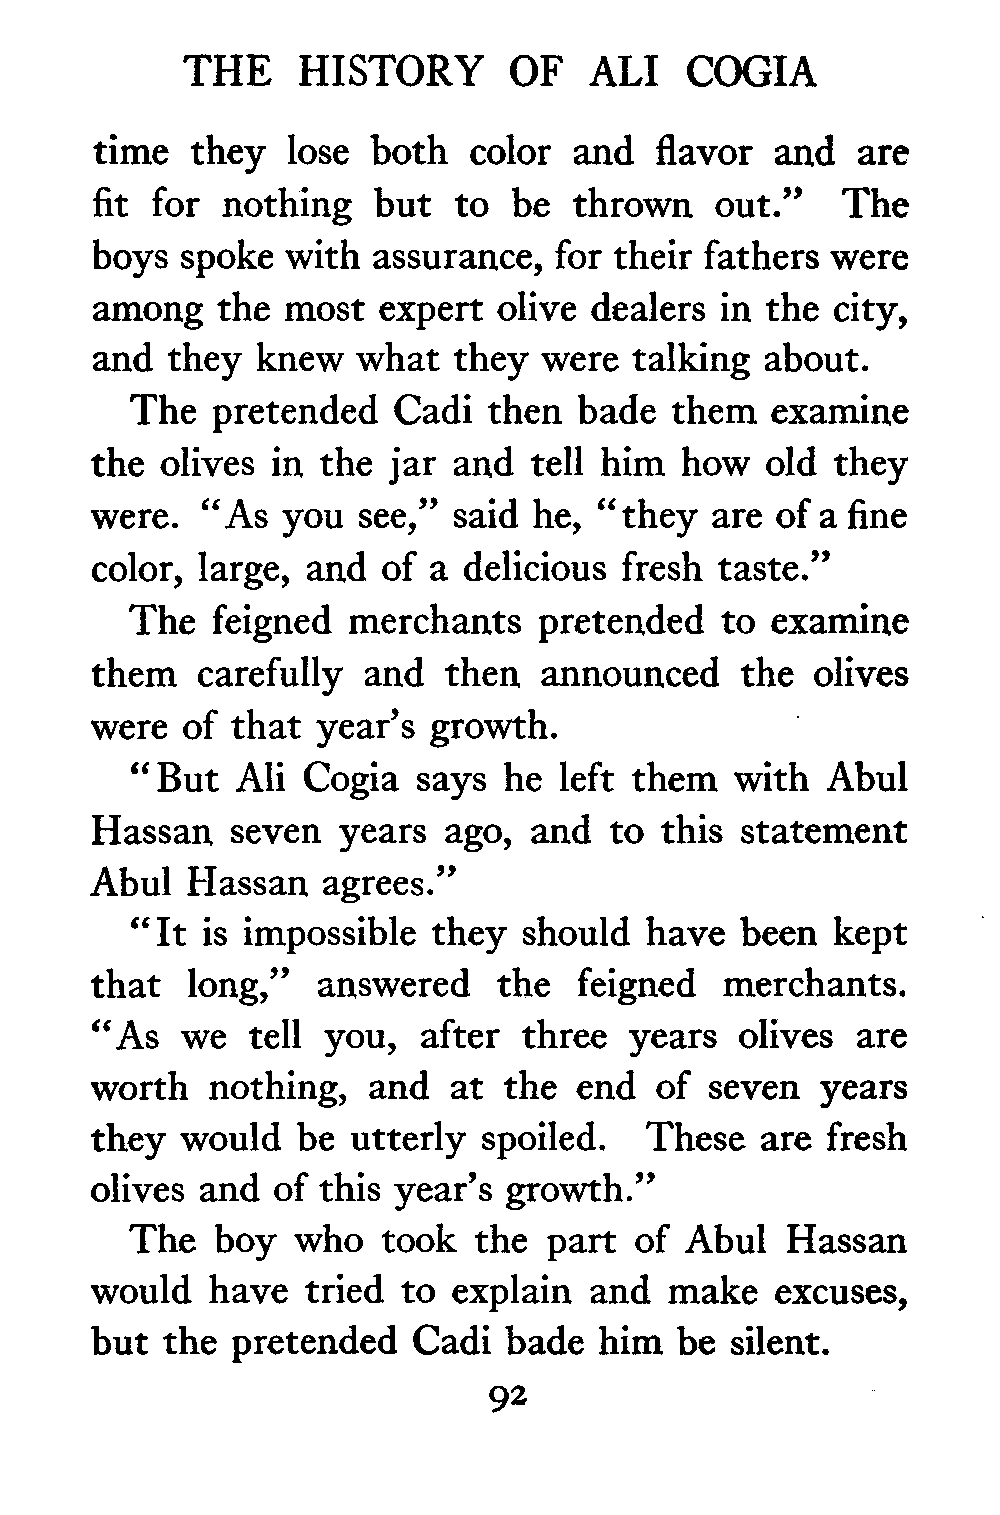 THE HISTORY OF ALI COGIA
time they lose both color and flavor and are
fit for nothing but to be thrown out.” The
boys spoke with assurance, for their fathers were
among the most expert olive dealers in the city,
and they knew what they were talking about.
The pretended Cadi then bade them examine
the olives in the jar and tell him how old they
were. “As you see,” said he, “they are of a fine
color, large, and of a delicious fresh taste.”
The feigned merchants pretended to examine
them carefully and then announced the olives
were of that year’s growth.
“But Ali Cogia says he left them with Abul
Hassan seven years ago, and to this statement
Abul Hassan agrees.”
“It is impossible they should have been kept
that long,” answered the feigned merchants.
“As we tell you, after three years olives are
worth nothing, and at the end of seven years
they would be utterly spoiled. These are fresh
olives and of this year’s growth.”
The boy who took the part of Abul Hassan
would have tried to explain and make excuses,
but the pretended Cadi bade him be silent.
92